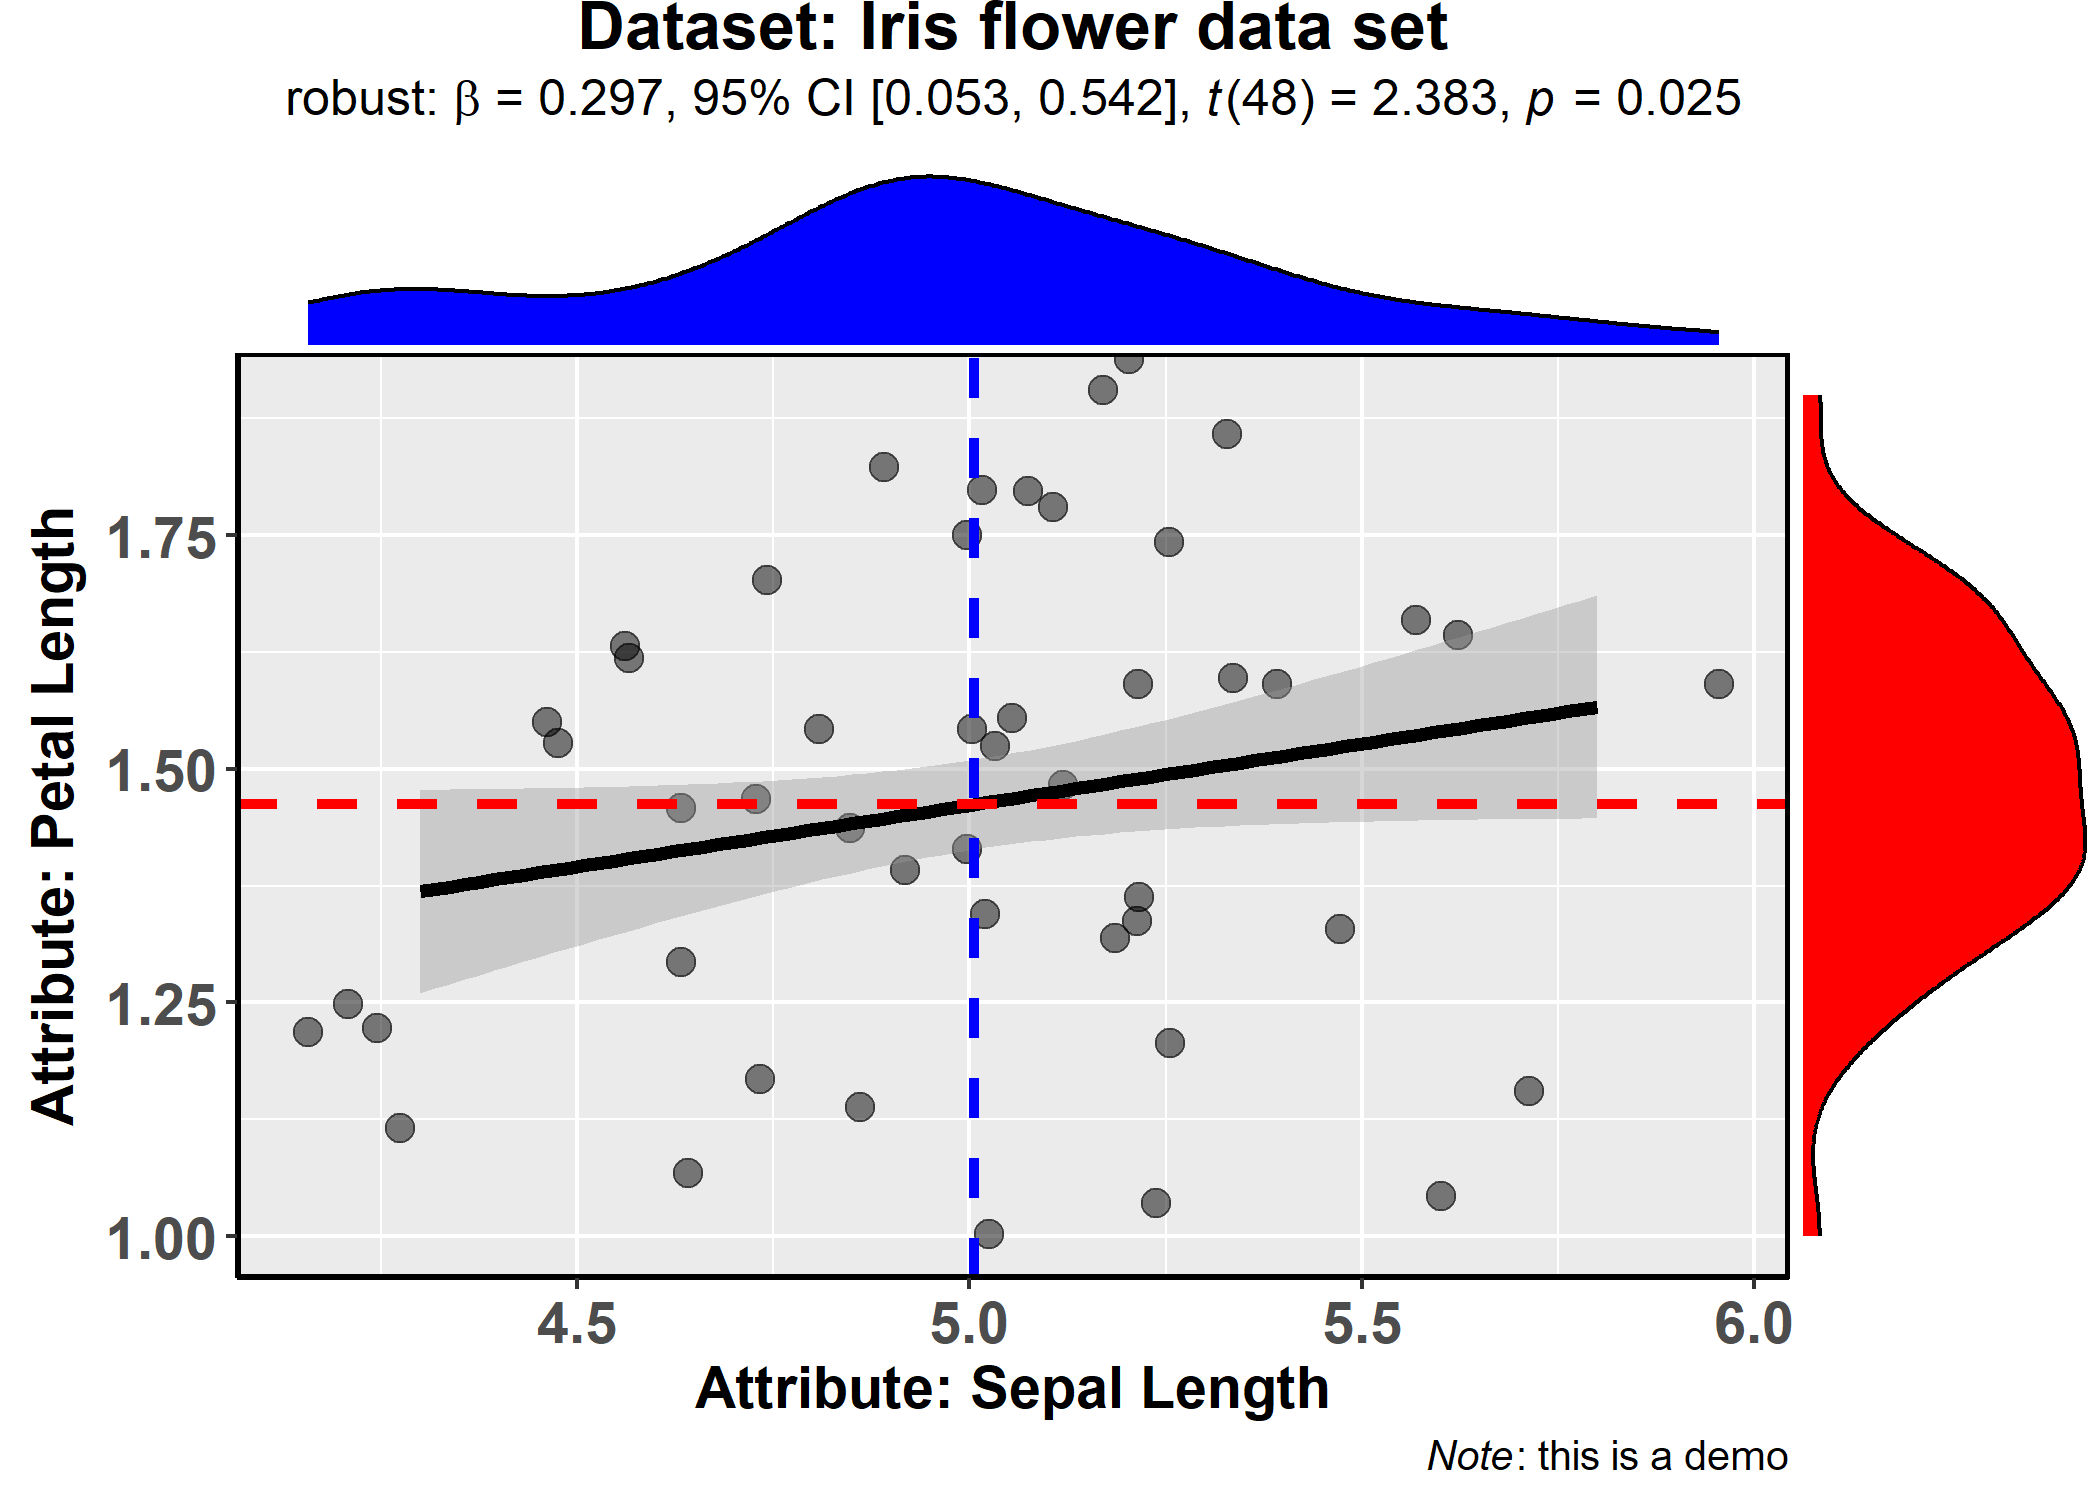 Dataset: Iris flower data set
robust: β = 0.297, 95% CI [0.053, 0.542], t(48) = 2.383, p = 0.025
Attribute: Petal Length
1.75
1.50
1.25
1.00
4.5 5.0 5.5 6.0
Attribute: Sepal Length
Note: this is a demo